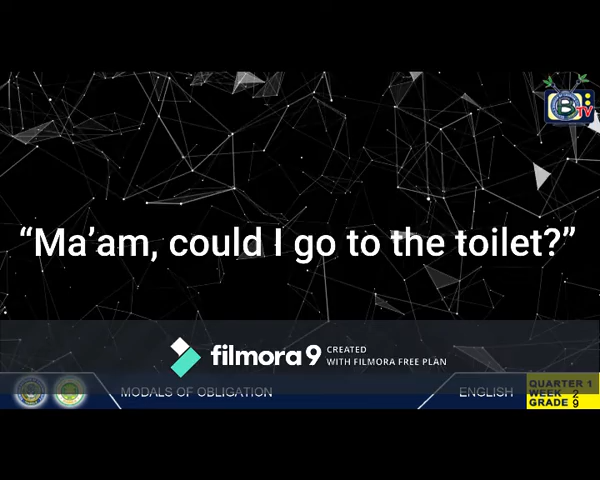 B
TV
“Ma’am, could I go to the toilet?”
filmora 9 CREATED
WITH FILMORA FREE PLAN
MODALS OF OBLIGATION
ENGLISH
QUARTER 1
WEEK 2
GRADE 9